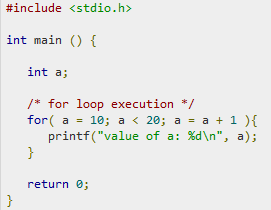 #include <stdio.h>

int main () {

   int a;

   /* for loop execution */
   for( a = 10; a < 20; a = a + 1 ){
      printf("value of a: %d\n", a);
   }

   return 0;
}